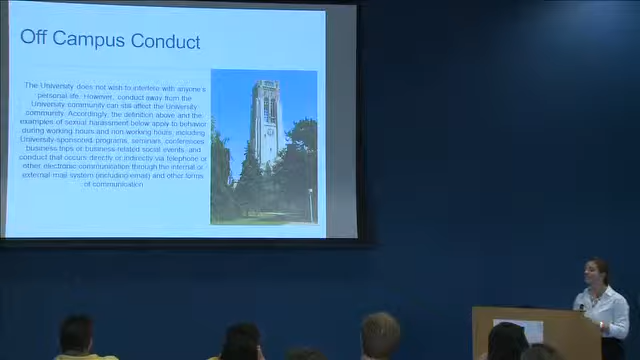 Off Campus Conduct
The University does not wish to interfere with anyone's
personal life. However, conduct away from the
University community can still affect the University
community. Accordingly, the definition above and the
examples of sexual harassment below apply to behavior
during working hours and non-working hours, including
University-sponsored programs, seminars, conferences,
business trips or business related social events, and
conduct that occurs directly or indirectly via telephone or
other electronic communication through the internal or
external mail system (including email) and other forms
of communication